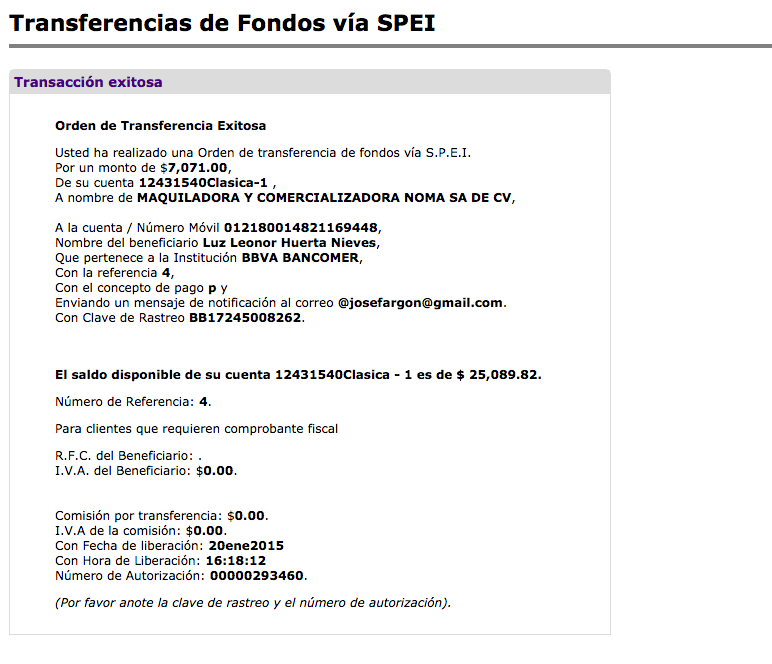 Transferencias de Fondos vía SPEI
Transacción exitosa
Orden de Transferencia Exitosa
Usted ha realizado una Orden de transferencia de fondos vía S.P.E.I.
Por un monto de $7,071.00,
De su cuenta 12431540Clasica-1 ,
A nombre de MAQUILADORA Y COMERCIALIZADORA NOMA SA DE CV,
A la cuenta / Número Móvil 012180014821169448,
Nombre del beneficiario Luz Leonor Huerta Nieves,
Que pertenece a la Institución BBVA BANCOMER,
Con la referencia 4,
Con el concepto de pago p y
Enviando un mensaje de notificación al correo @josefargon@gmail.com.
Con Clave de Rastreo BB17245008262.
El saldo disponible de su cuenta 12431540Clasica - 1 es de $ 25,089.82.
Número de Referencia: 4.
Para clientes que requieren comprobante fiscal
R.F.C. del Beneficiario: .
I.V.A. del Beneficiario: $0.00.
Comisión por transferencia: $0.00.
I.V.A de la comisión: $0.00.
Con Fecha de liberación: 20ene2015
Con Hora de Liberación: 16:18:12
Número de Autorización: 00000293460.
(Por favor anote la clave de rastreo y el número de autorización).